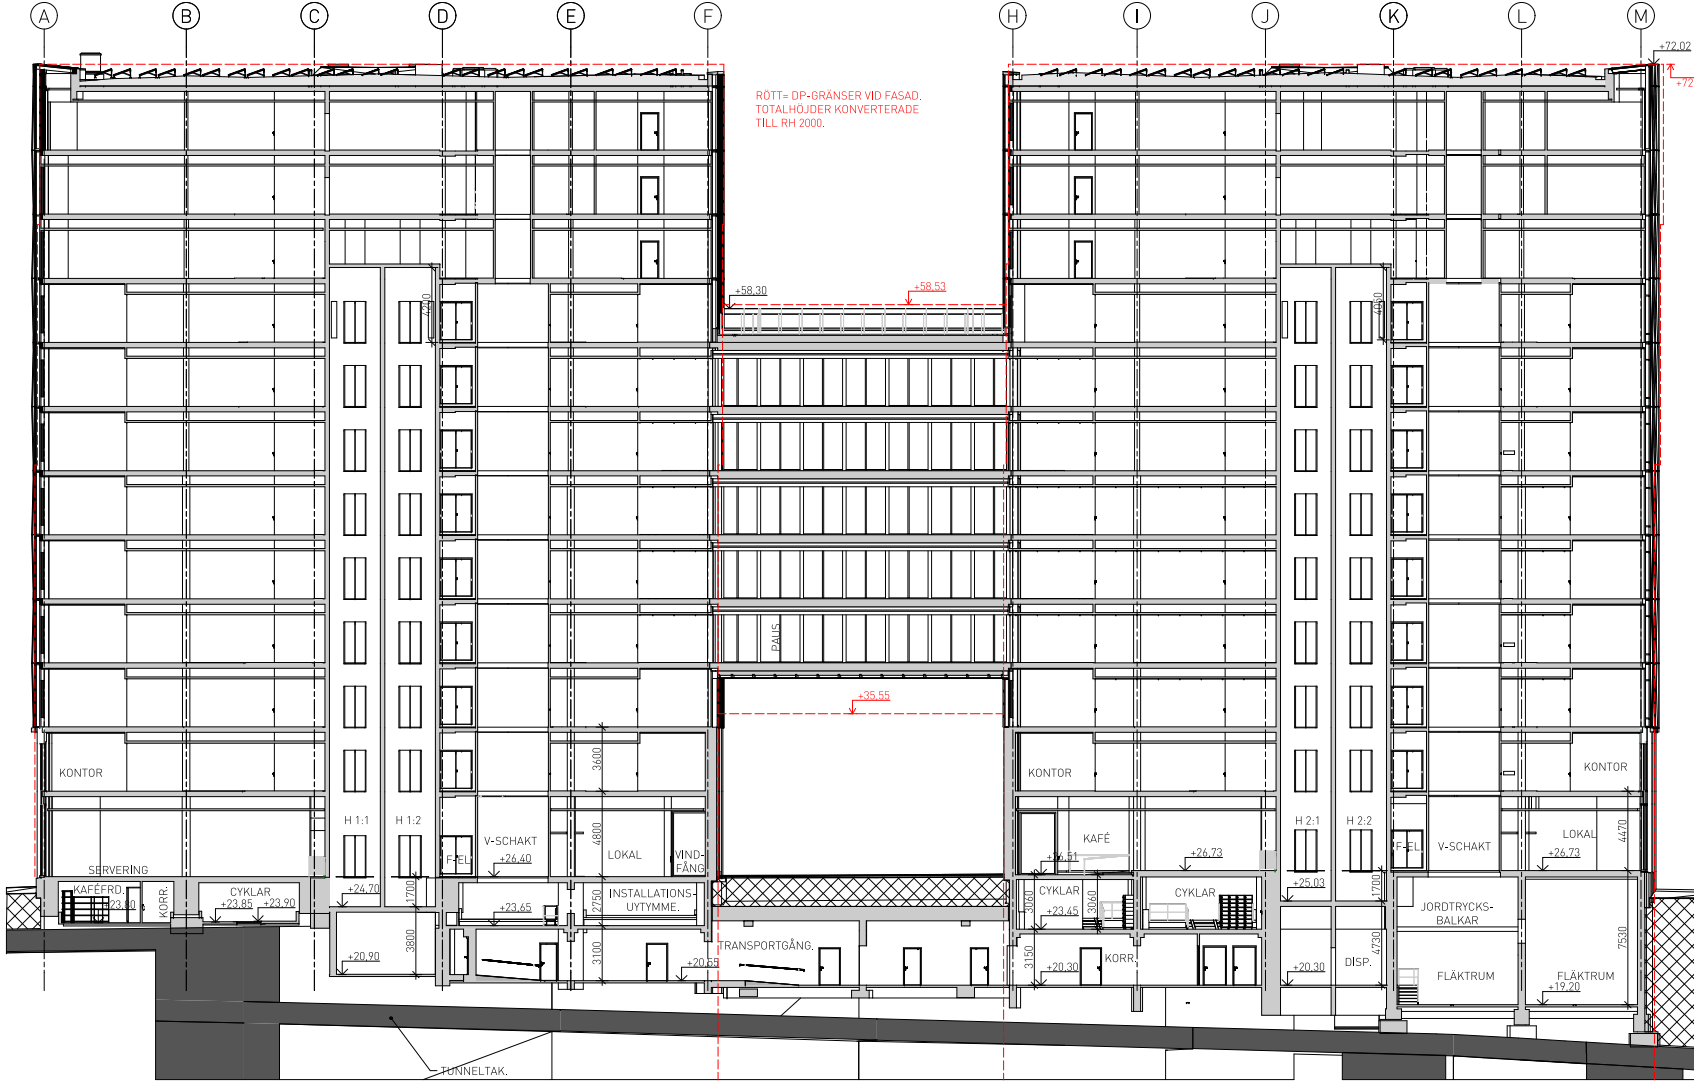 A B C D E F H I J K L M
+72,02
+72
RÖTT= DP-GRÄNSER VID FASAD.
TOTALHÖJDER KONVERTERADE
TILL RH 2000.
+58,30
+58,53
4200
4050
PAUS
+35,55
3600
KONTOR
KONTOR
KONTOR
H 1:1
H 1:2
H 2:1
H 2:2
V-SCHAKT
+26,40
F-EL
4800
LOKAL
VIND-
FÅNG
KAFÉ
+26,51
+26,73
F-EL
V-SCHAKT
LOKAL
+26,73
4470
SERVERING
KAFÉFRD.
+23,80
KORR.
CYKLAR
+23,85
+23,90
+24,70
1700
+23,65
2750
INSTALLATIONS-
UYTYMME.
3060
CYKLAR
+23,45
3060
CYKLAR
+25,03
1700
JORDTRYCKS-
BALKAR
7530
+20,90
3800
3100
+20,55
TRANSPORTGÅNG.
3150
+20,30
KORR.
+20,30
DISP.
4730
FLÄKTRUM
FLÄKTRUM
+19,20
TUNNELTAK.